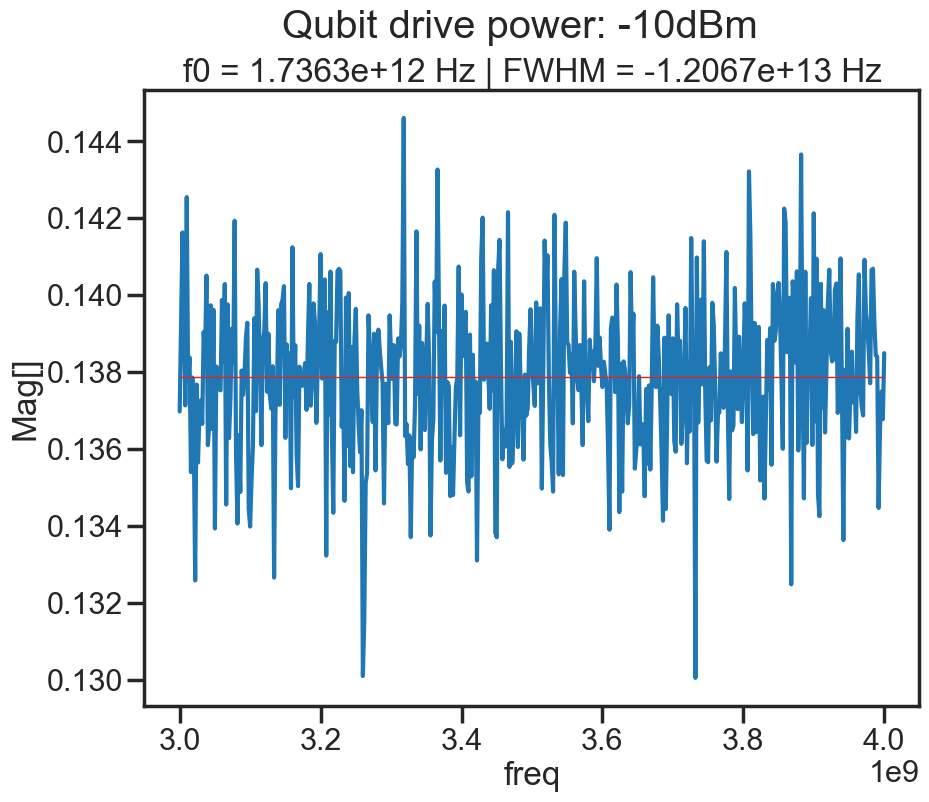 Qubit drive power: -10dBm
f0 = 1.7363e+12 Hz | FWHM = -1.2067e+13 Hz
0.144
0.142
0.140
0.138
0.136
0.134
0.132
0.130
Mag[]
3.0 3.2 3.4 3.6 3.8 4.0
1e9
freq